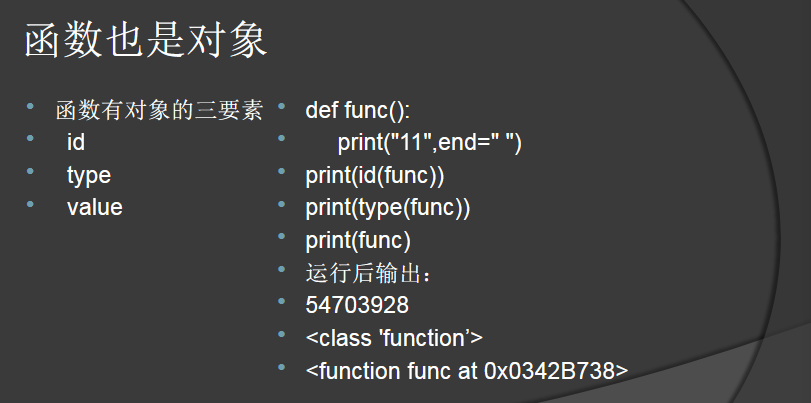 函数也是对象
函数有对象的三要素
id
type
value
def func():
print("11",end=" ")
print(id(func))
print(type(func))
print(func)
运行后输出：
54703928
<class 'function’>
<function func at 0x0342B738>